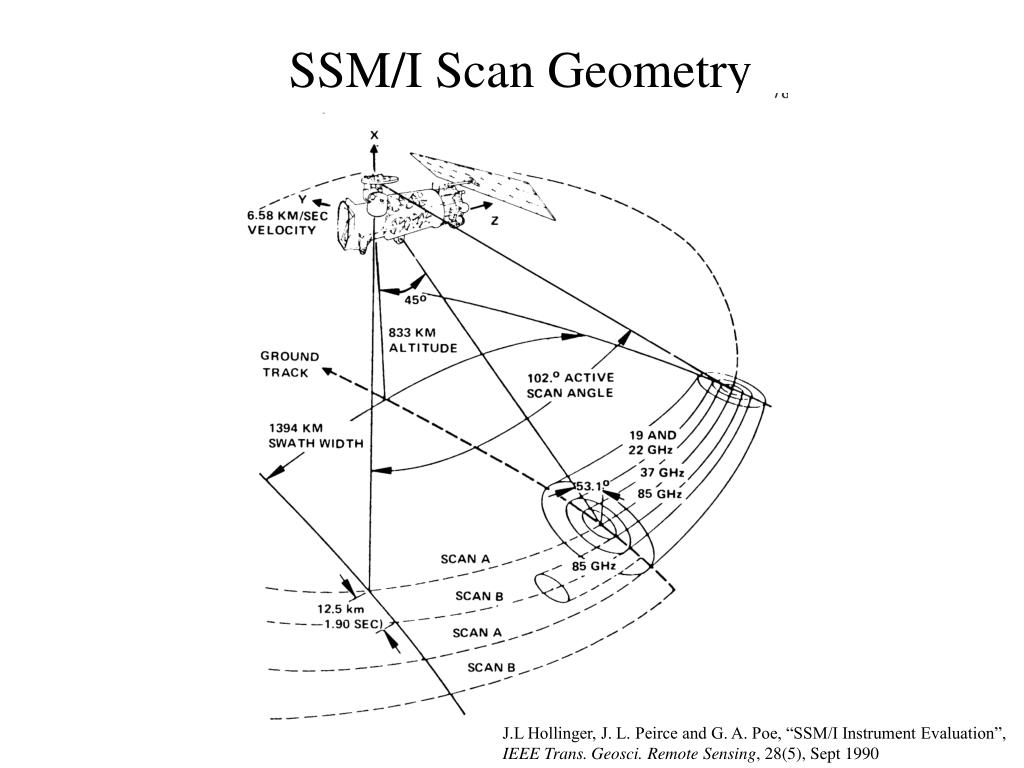 SSM/I Scan Geometry
X
Y
6.58 KM/SEC
VELOCITY
Z
45º
833 KM
ALTITUDE
GROUND
TRACK
102.º ACTIVE
SCAN ANGLE
1394 KM
SWATH WIDTH
19 AND
22 GHz
37 GHz
85 GHz
53.1º
SCAN A
85 GHz
SCAN B
12.5 km
1.90 SEC)
SCAN A
SCAN B
J.L Hollinger, J. L. Peirce and G. A. Poe, “SSM/I Instrument Evaluation”,
IEEE Trans. Geosci. Remote Sensing, 28(5), Sept 1990